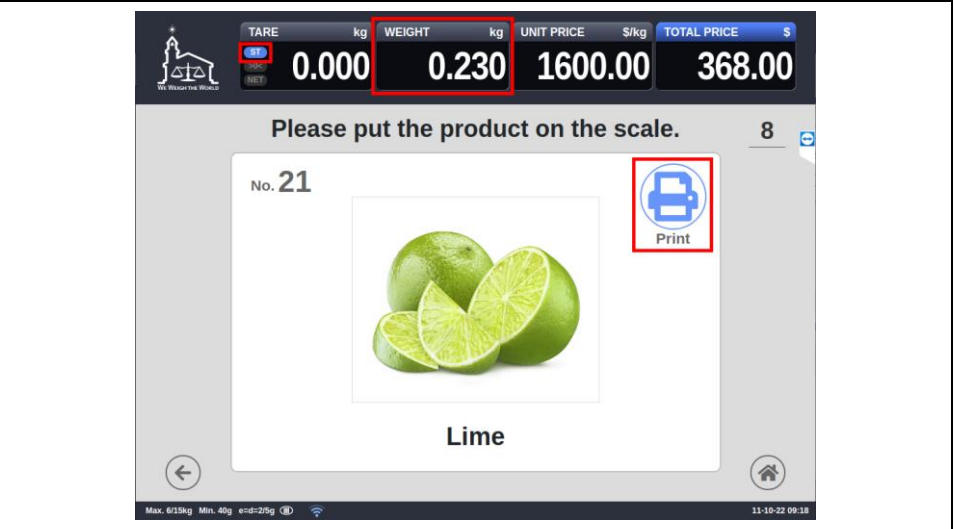 TARE kg WEIGHT kg UNIT PRICE $/kg TOTAL PRICE $
ST
0.000 0.230 1600.00 368.00
NET
WE WEIGH THE WORLD
Please put the product on the scale. 8
No. 21
Print
Lime
Max. 6/15kg Min. 40g e=d=2/5g III 11-10-22 09:18